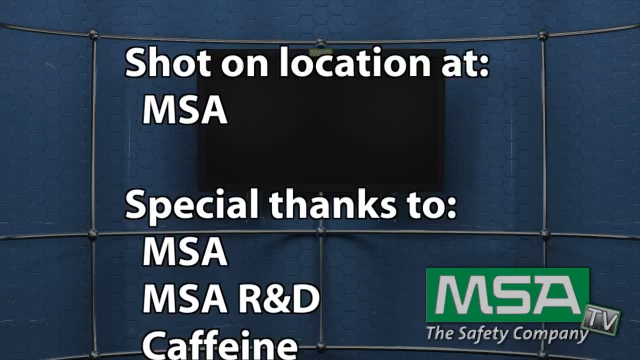 Shot on location at:
MSA
Special thanks to:
MSA
MSA R&D
Caffeine
MSA
TV
The Safety Company